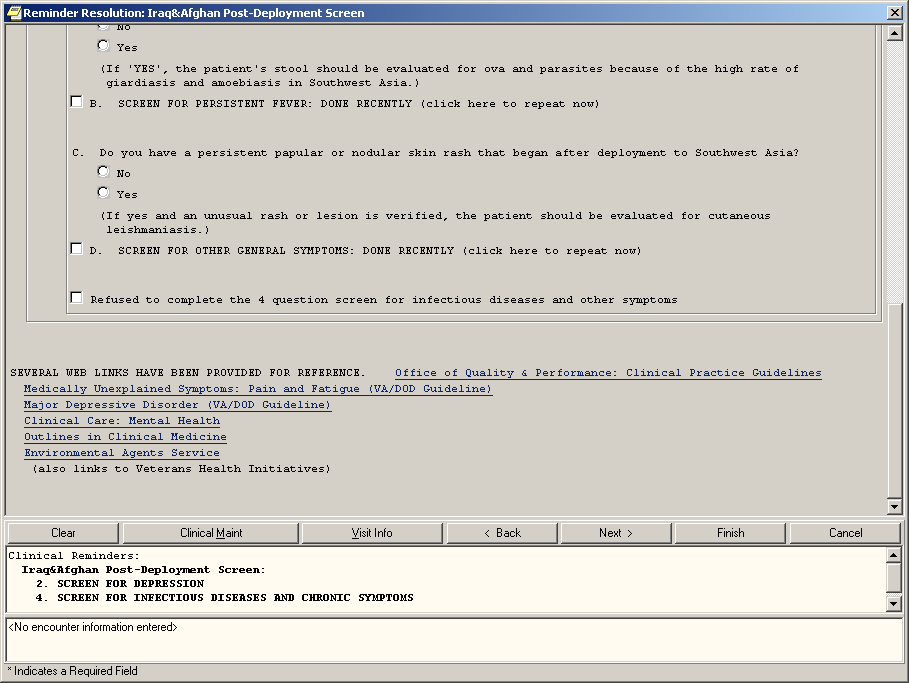 Reminder Resolution: Iraq&Afghan Post-Deployment Screen
No
Yes
(If 'YES', the patient's stool should be evaluated for ova and parasites because of the high rate of
giardiasis and amoebiasis in Southwest Asia.)
B. SCREEN FOR PERSISTENT FEVER: DONE RECENTLY (click here to repeat now)
C. Do you have a persistent papular or nodular skin rash that began after deployment to Southwest Asia?
No
Yes
(If yes and an unusual rash or lesion is verified, the patient should be evaluated for cutaneous
leishmaniasis.)
D. SCREEN FOR OTHER GENERAL SYMPTOMS: DONE RECENTLY (click here to repeat now)
Refused to complete the 4 question screen for infectious diseases and other symptoms
SEVERAL WEB LINKS HAVE BEEN PROVIDED FOR REFERENCE. Office of Quality & Performance: Clinical Practice Guidelines
Medically Unexplained Symptoms: Pain and Fatigue (VA/DOD Guideline)
Major Depressive Disorder (VA/DOD Guideline)
Clinical Care: Mental Health
Outlines in Clinical Medicine
Environmental Agents Service
(also links to Veterans Health Initiatives)
Clear Clinical Maint Visit Info < Back Next > Finish Cancel
Clinical Reminders:
Iraq&Afghan Post-Deployment Screen:
2. SCREEN FOR DEPRESSION
4. SCREEN FOR INFECTIOUS DISEASES AND CHRONIC SYMPTOMS
<No encounter information entered>
* Indicates a Required Field